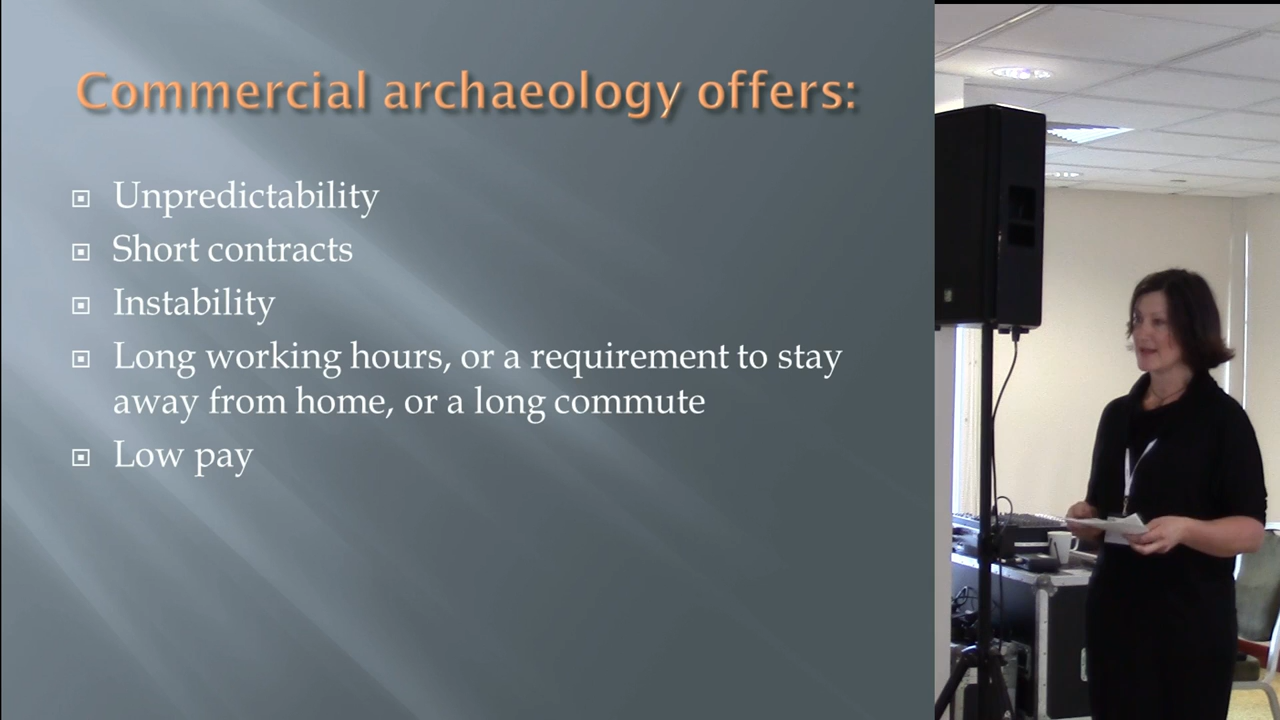 Commercial archaeology offers:
Unpredictability
Short contracts
Instability
Long working hours, or a requirement to stay
away from home, or a long commute
Low pay